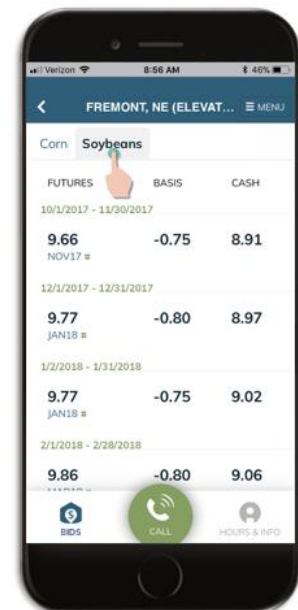 Verizon 8:56 AM 46%
FREMONT, NE (ELEVAT... MENU
Corn Soybeans
FUTURES BASIS CASH
10/1/2017 - 11/30/2017
9.66 -0.75 8.91
NOV17
12/1/2017 - 12/31/2017
9.77 -0.80 8.97
JAN18
1/2/2018 - 1/31/2018
9.77 -0.75 9.02
JAN18
2/1/2018 - 2/28/2018
9.86 -0.80 9.06
BIDS CALL HOURS & INFO